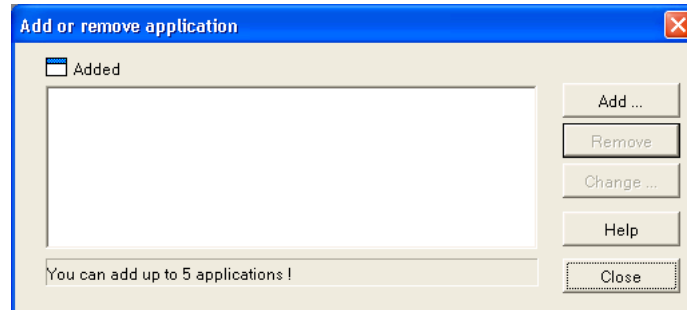 Add or remove application
Added
Add ...
Remove
Change ...
Help
You can add up to 5 applications !
Close